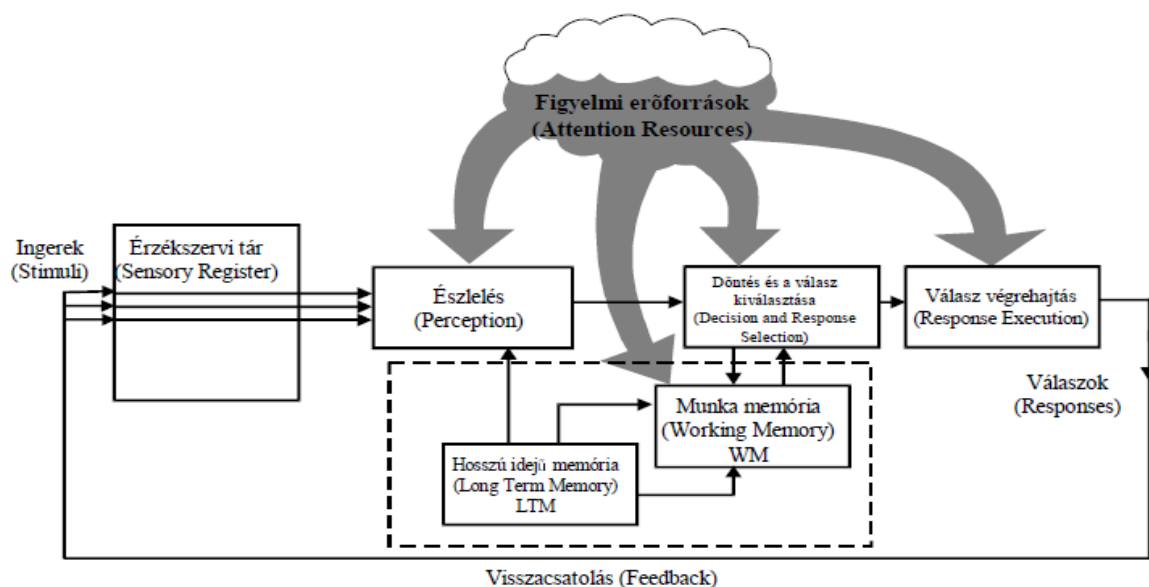 Figyelmi erõforrások
(Attention Resources)
Ingerek
(Stimuli)
Érzékszervi tár
(Sensory Register)
Észlelés
(Perception)
Döntés és a válasz
kiválasztása
(Decision and Response
Selection)
Válasz végrehajtás
(Response Execution)
Válaszok
(Responses)
Munka memória
(Working Memory)
WM
Hosszú idejű memória
(Long Term Memory)
LTM
Visszacsatolás (Feedback)